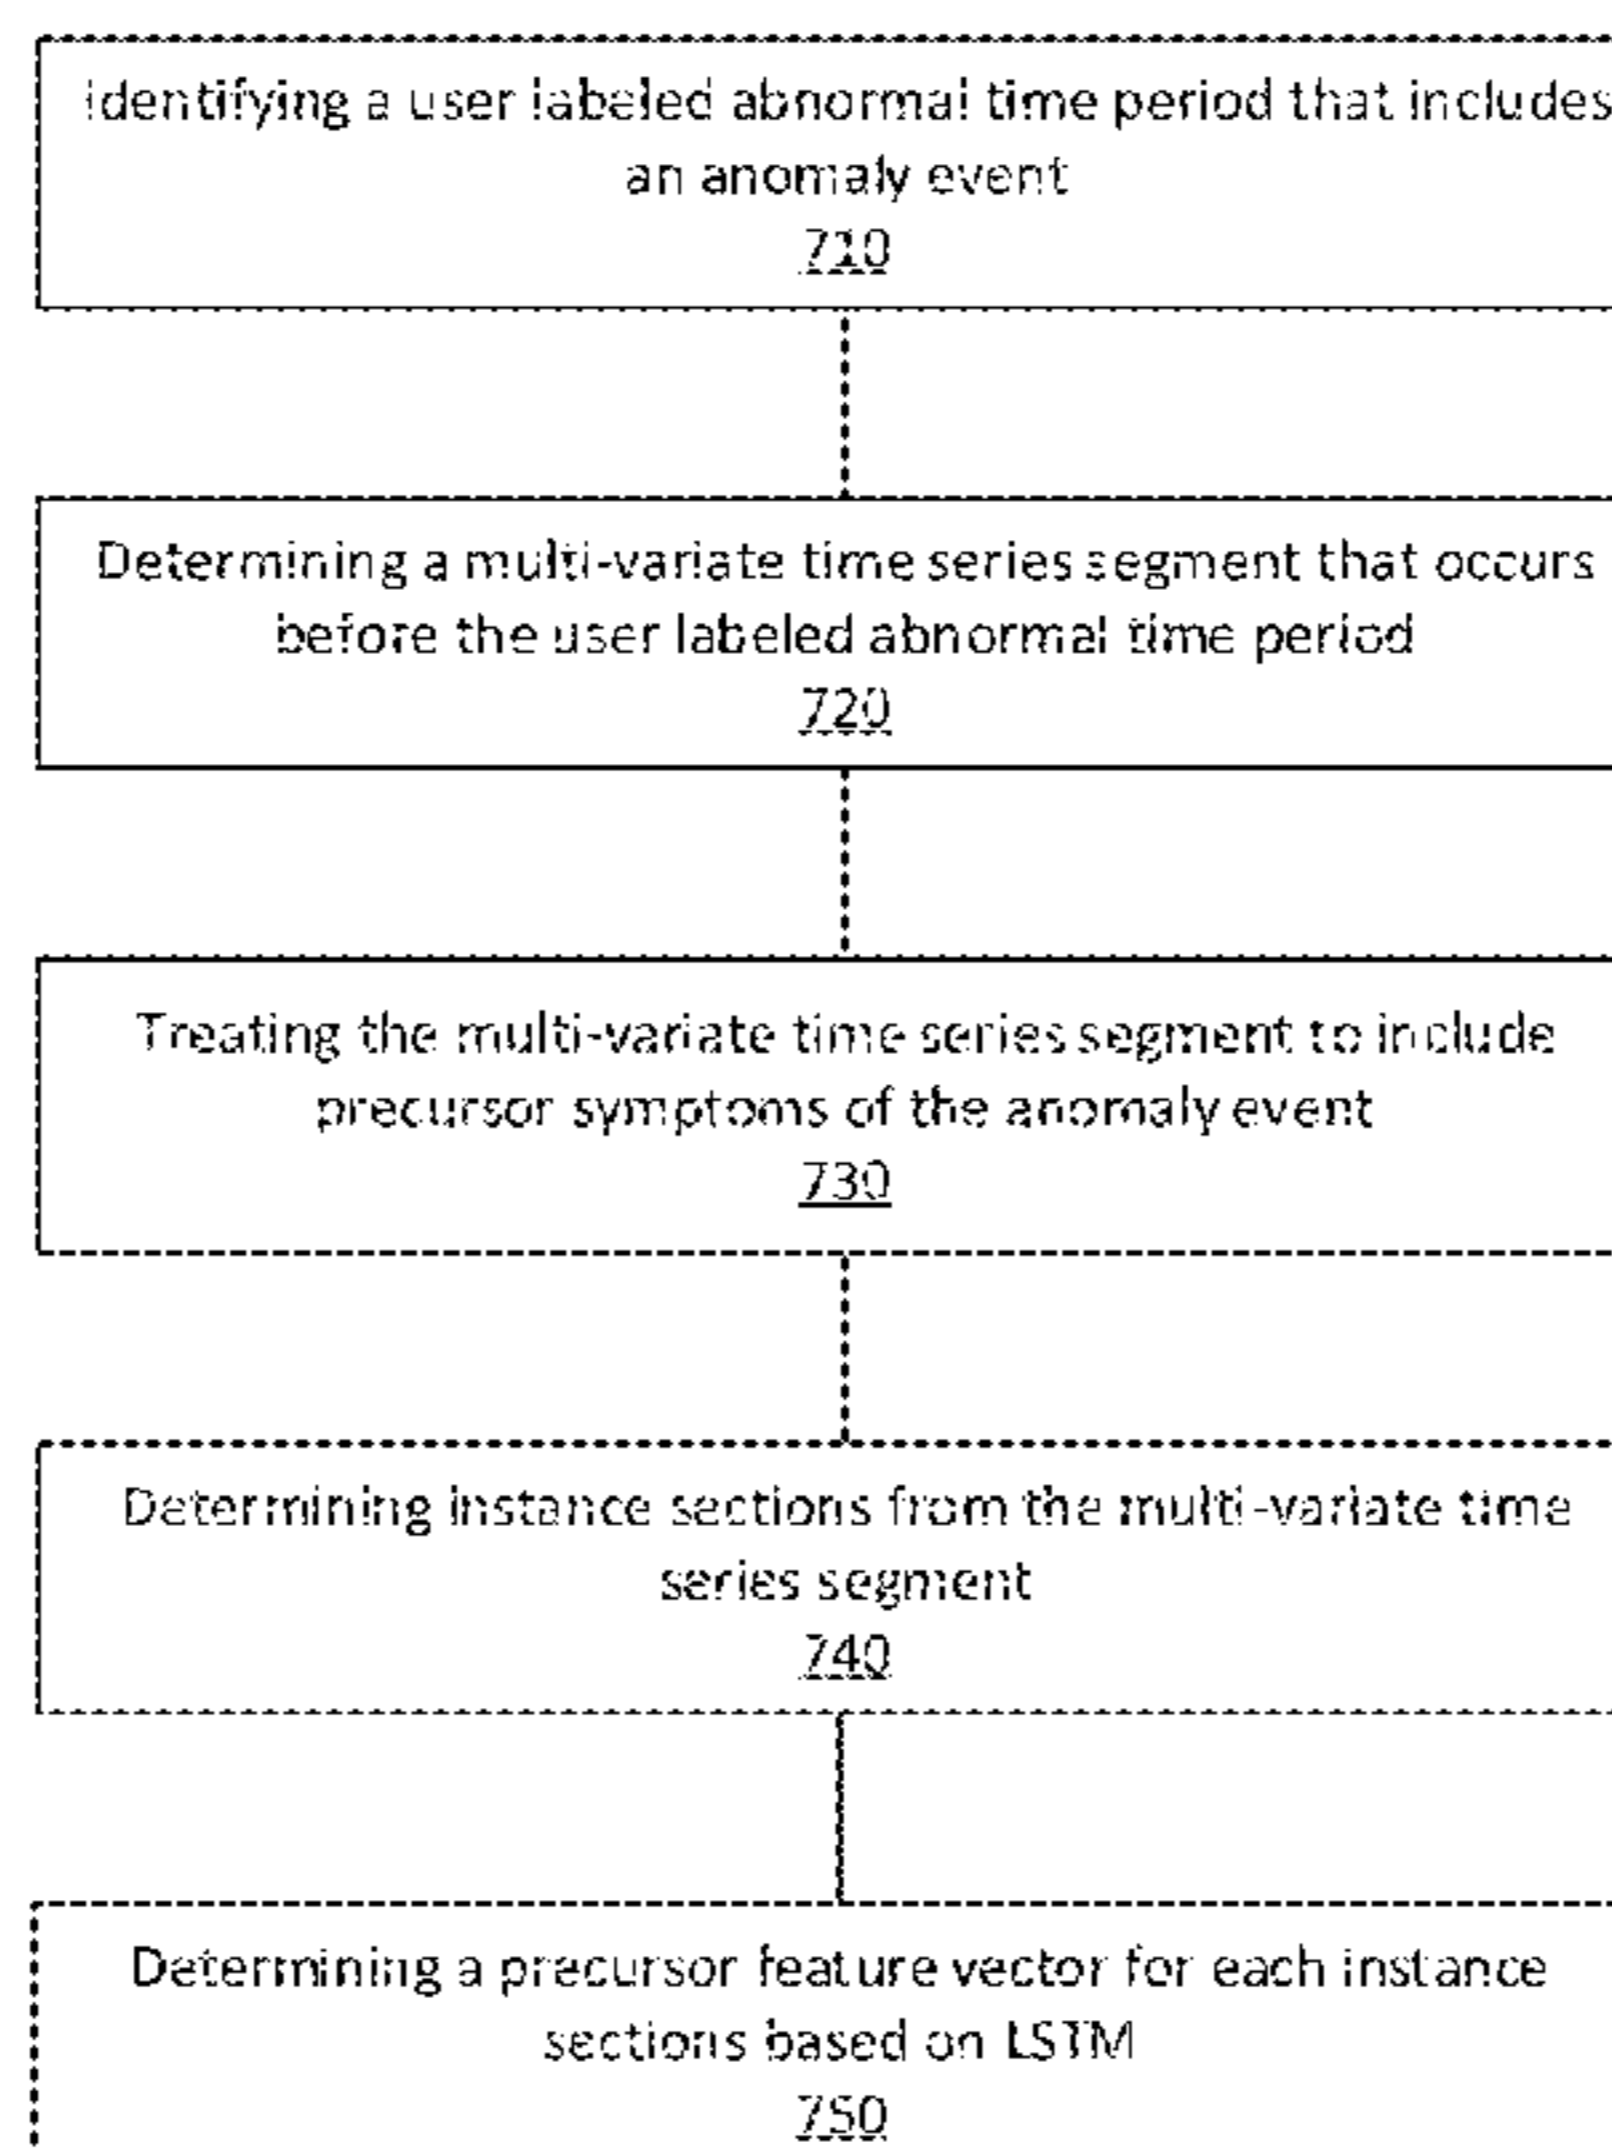 Identifying a user labeled abnormal time period that includes
an anomaly event
710
Determining a multi-variate time series segment that occurs
before the user labeled abnormal time period
720
Treating the multi-variate time series segment to include
precursor symptoms of the anomaly event
730
Determining instance sections from the multi-variate time
series segment
740
Determining a precursor feature vector for each instance
sections based on LSTM
750